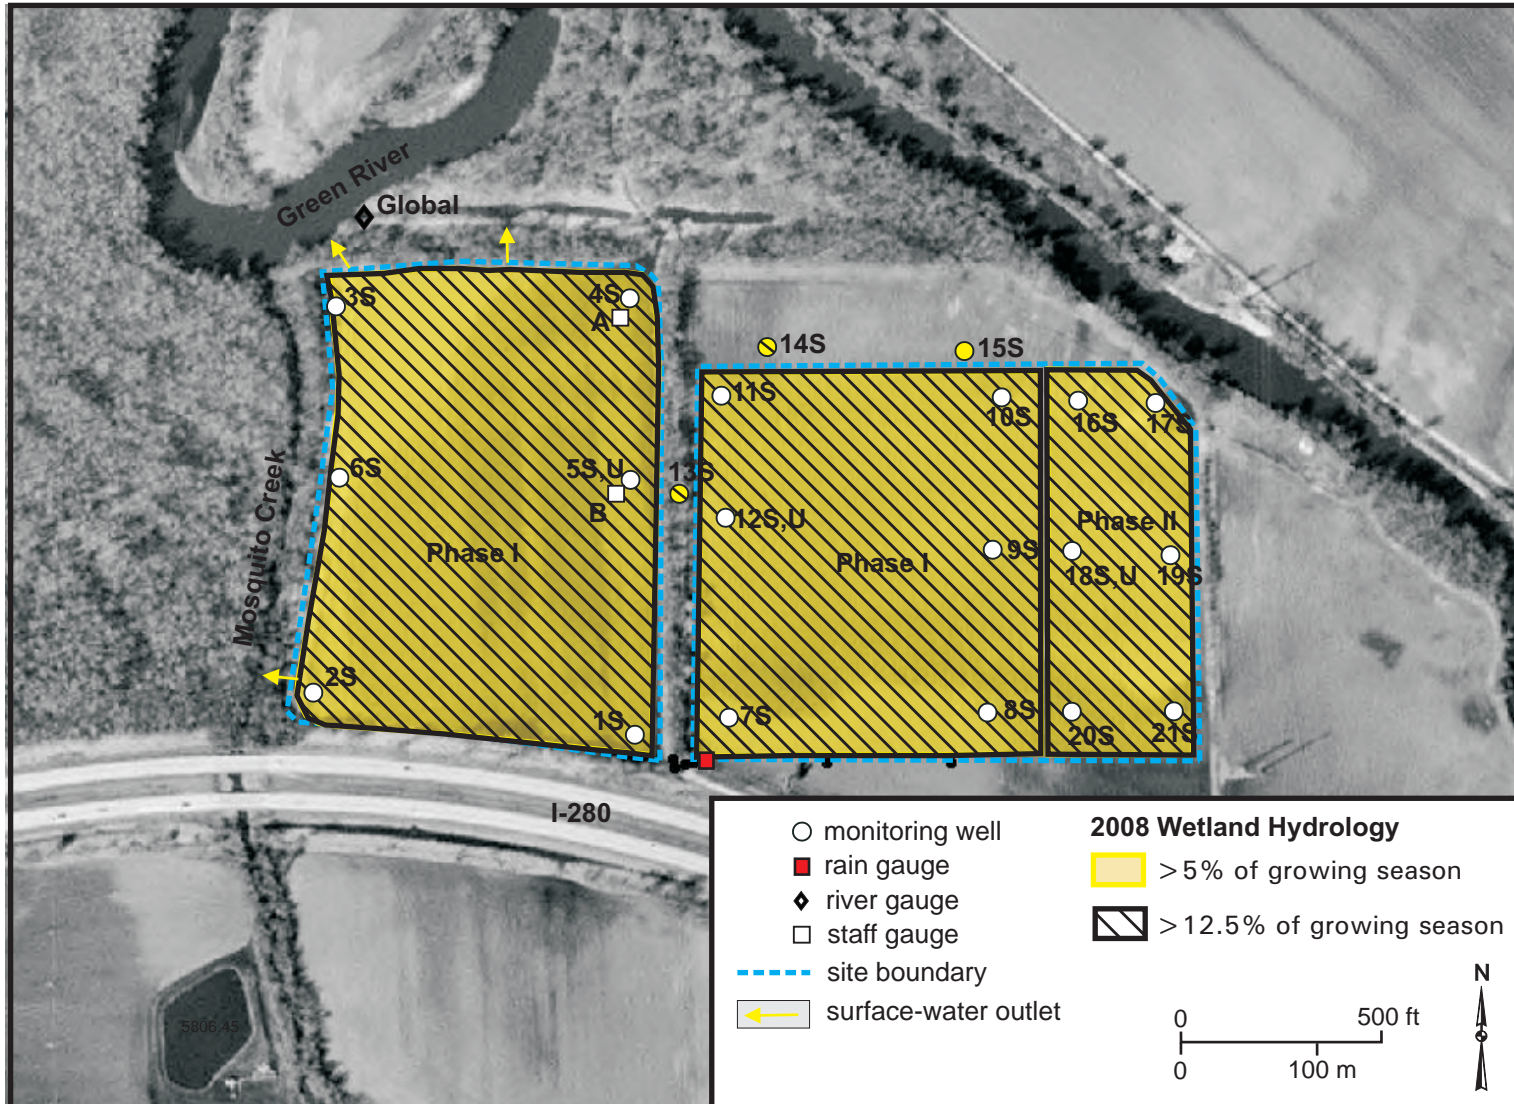 Green River
Global
3S
4S
A
14S
15S
11S
10S
16S
17S
6S
5S,U
B
13S
12S,U
Phase I
Phase I
9S
Phase II
18S,U
19S
Mosquito Creek
2S
1S
7S
8S
20S
21S
I-280
5806.45
monitoring well
rain gauge
river gauge
staff gauge
site boundary
surface-water outlet
2008 Wetland Hydrology
>5% of growing season
>12.5% of growing season
N
0
500 ft
0
100 m